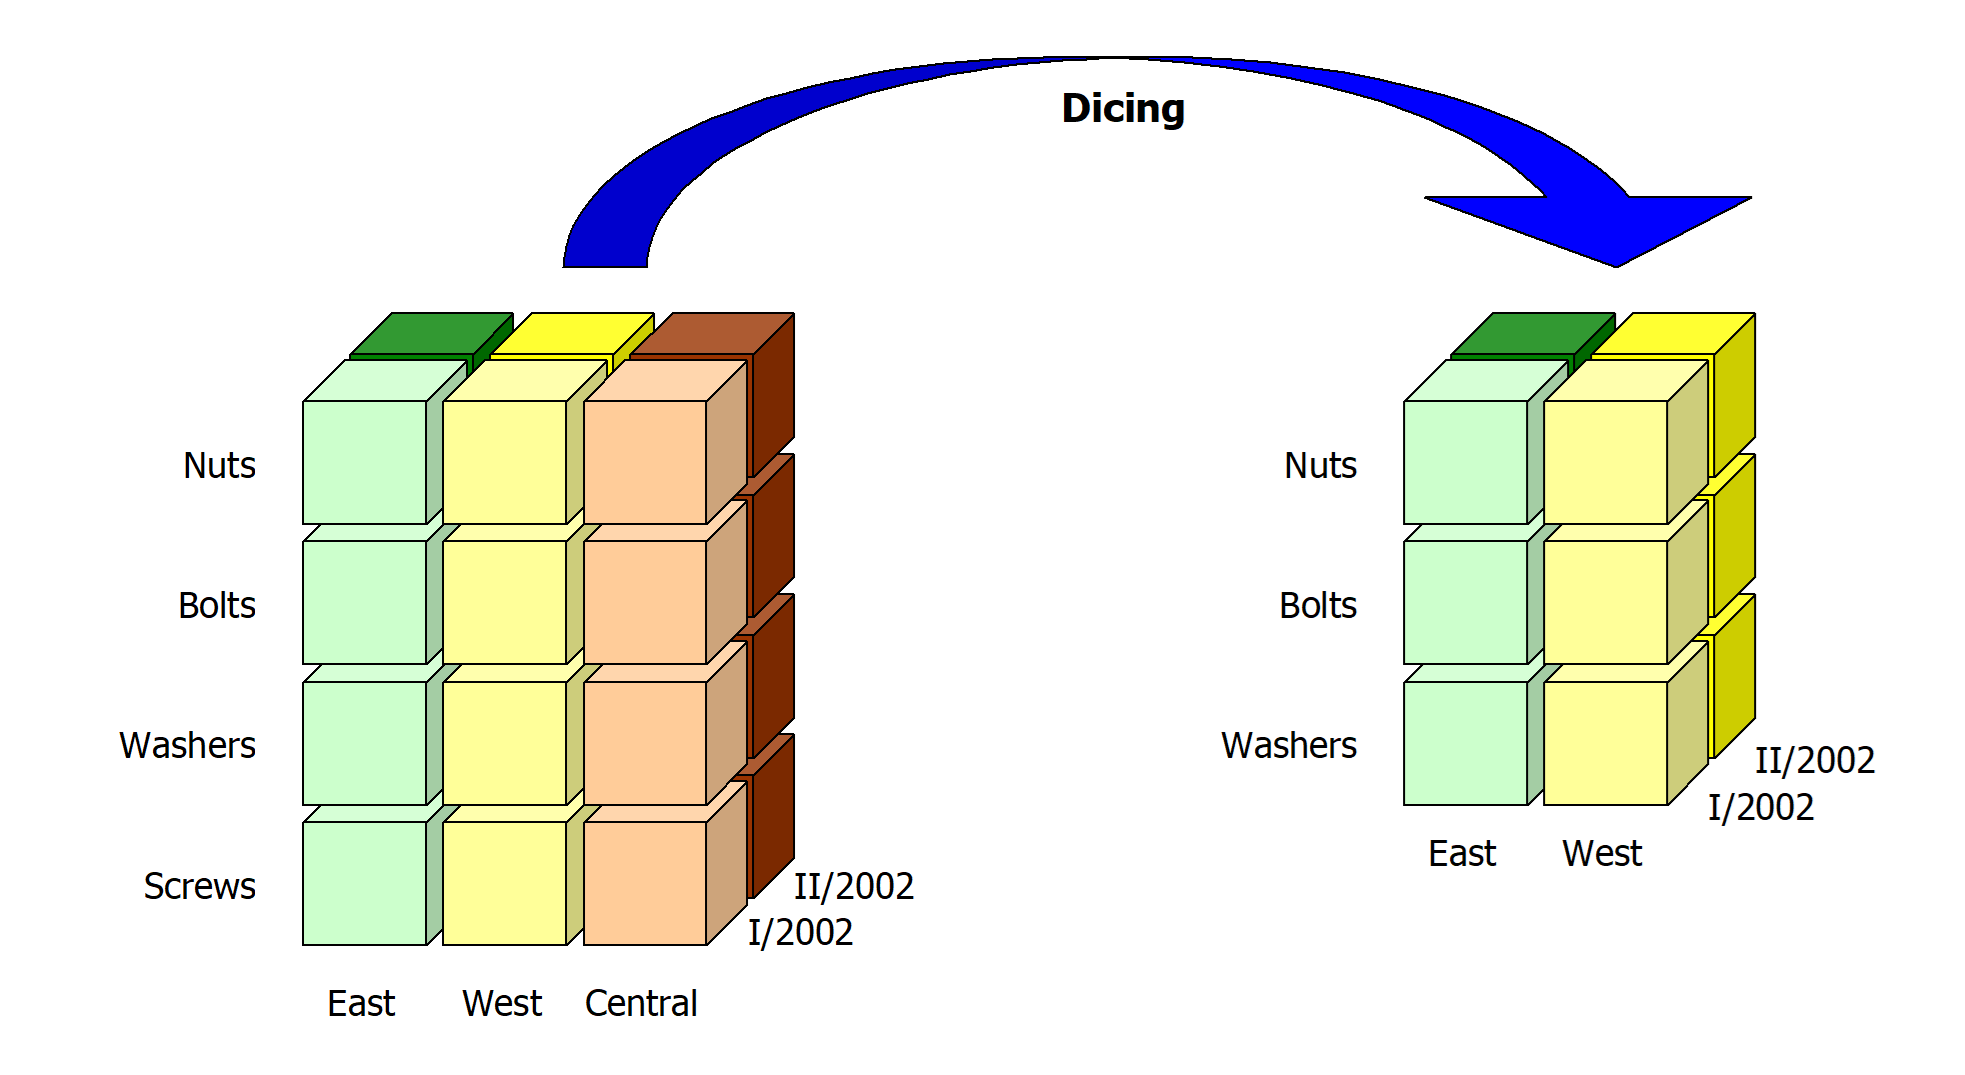 Dicing
Nuts
Bolts
Washers
Screws
II/2002
I/2002
East West Central
Nuts
Bolts
Washers
II/2002
I/2002
East West